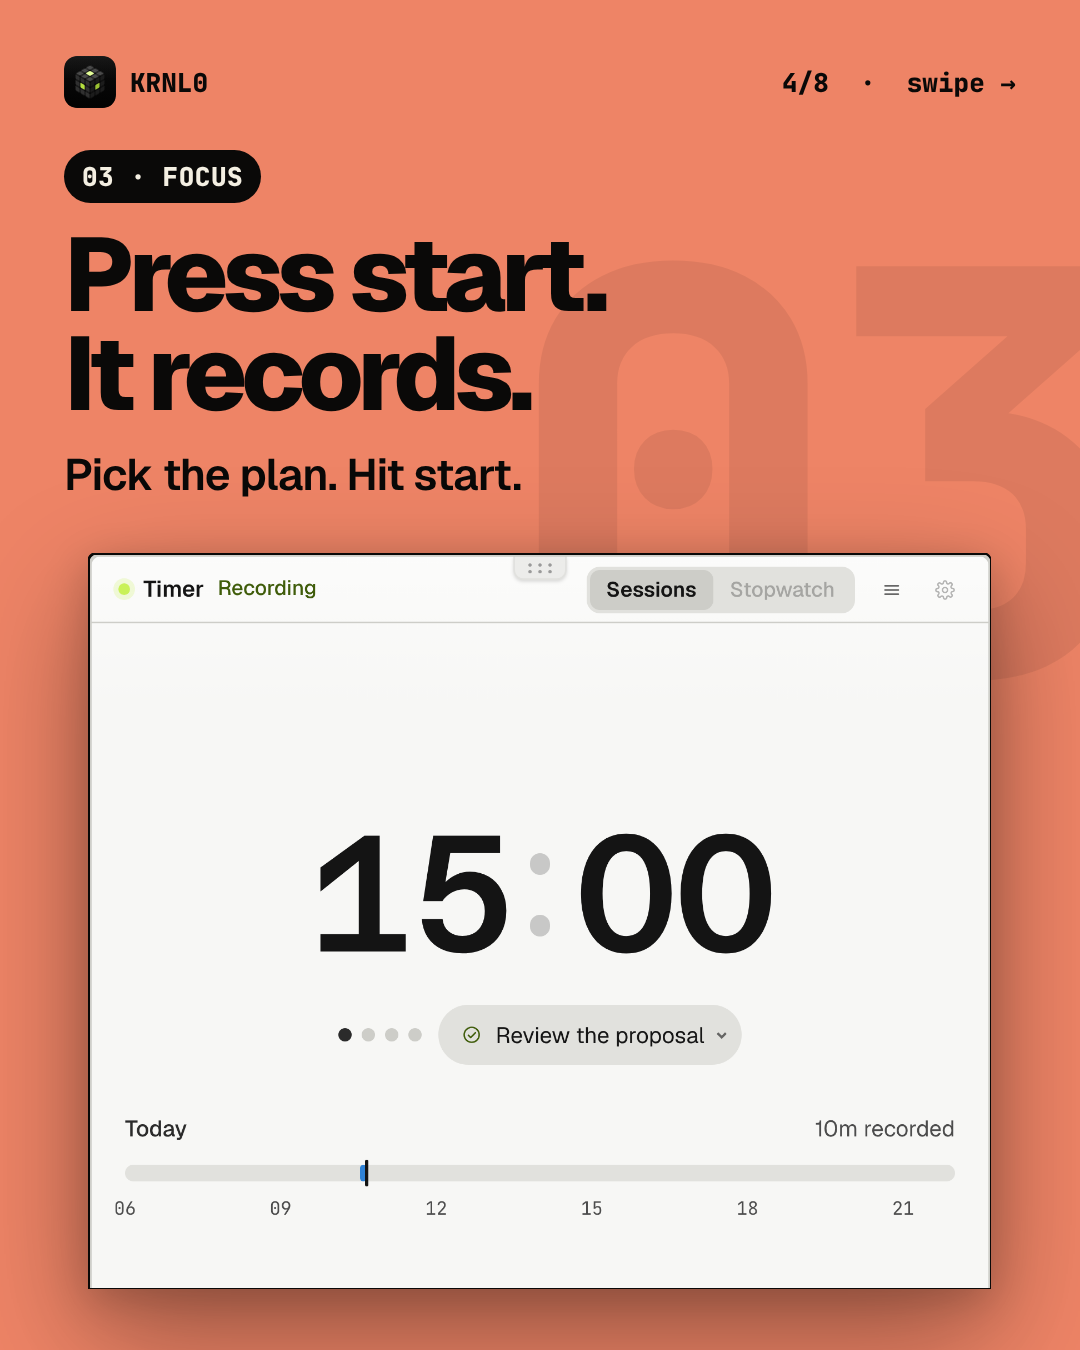 KRNL0
4/8 · swipe →
03 · FOCUS
Press start.
It records.
03
Pick the plan. Hit start.
Timer Recording
Sessions Stopwatch
15:00
Review the proposal
Today 10m recorded
06 09 12 15 18 21